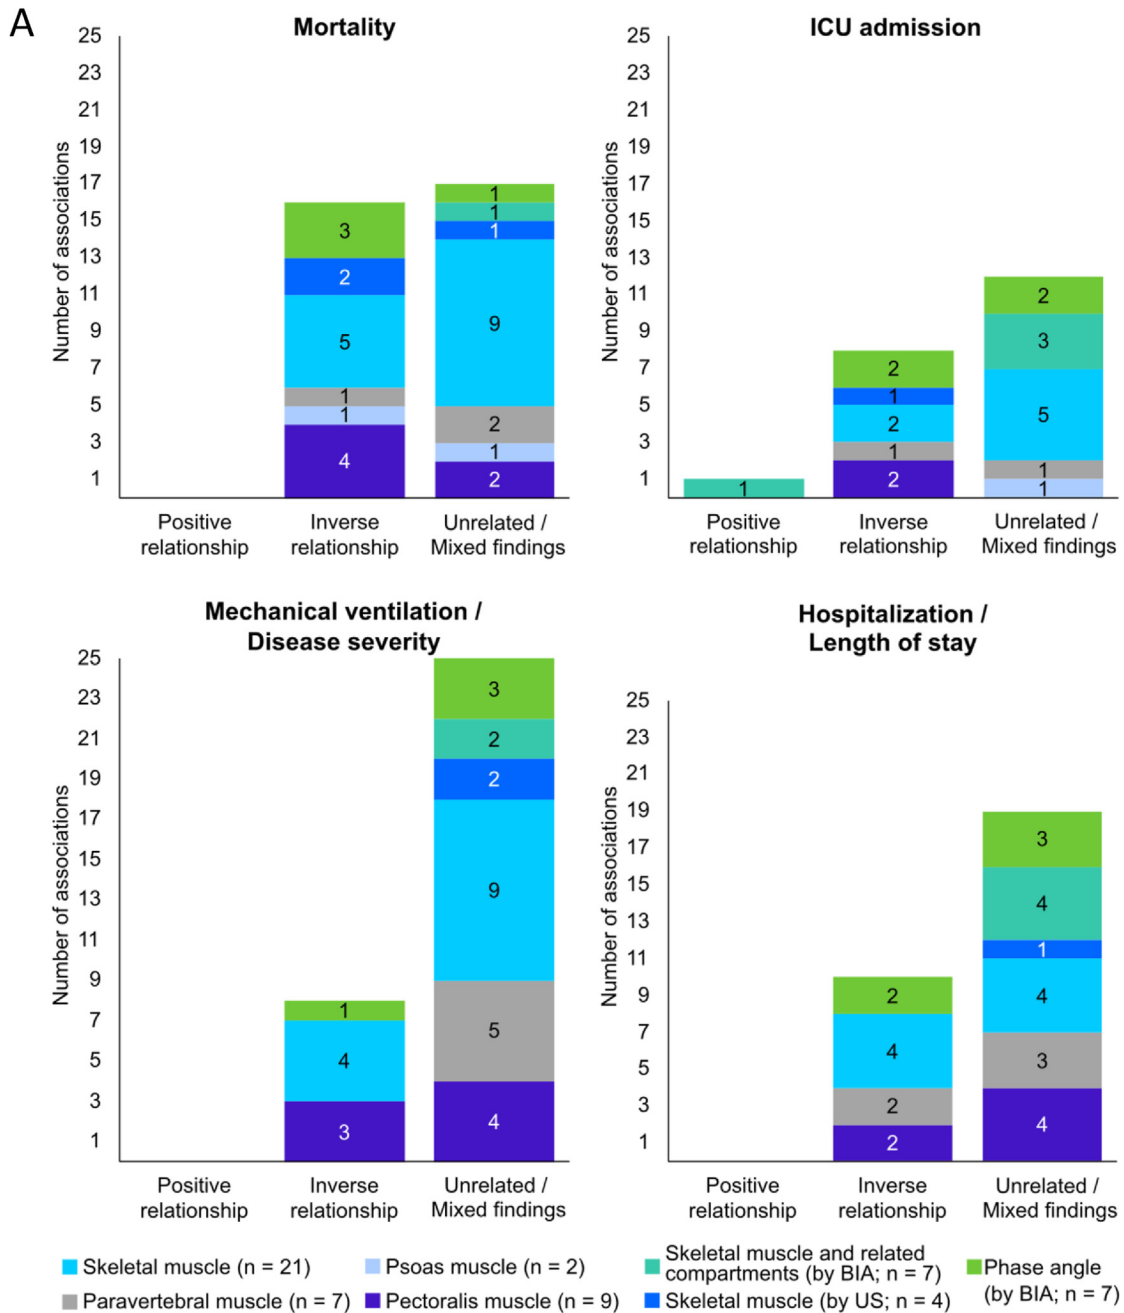 A
Mortality
Number of associations
25
23
21
19
17
15
13
11
9
7
5
3
1
3
2
5
1
1
4
1
1
1
9
2
1
2
Positive
relationship
Inverse
relationship
Unrelated /
Mixed findings
ICU admission
Number of associations
25
23
21
19
17
15
13
11
9
7
5
3
1
1
2
1
2
1
2
2
3
5
1
1
Positive
relationship
Inverse
relationship
Unrelated /
Mixed findings
Mechanical ventilation /
Disease severity
Number of associations
25
23
21
19
17
15
13
11
9
7
5
3
1
1
4
3
3
2
2
9
5
4
Positive
relationship
Inverse
relationship
Unrelated /
Mixed findings
Hospitalization /
Length of stay
Number of associations
25
23
21
19
17
15
13
11
9
7
5
3
1
2
4
2
2
3
4
1
4
3
4
Positive
relationship
Inverse
relationship
Unrelated /
Mixed findings
Skeletal muscle (n = 21)
Paravertebral muscle (n = 7)
Psoas muscle (n = 2)
Pectoralis muscle (n = 9)
Skeletal muscle and related
compartments (by BIA; n = 7)
Skeletal muscle (by US; n = 4)
Phase angle
(by BIA; n = 7)